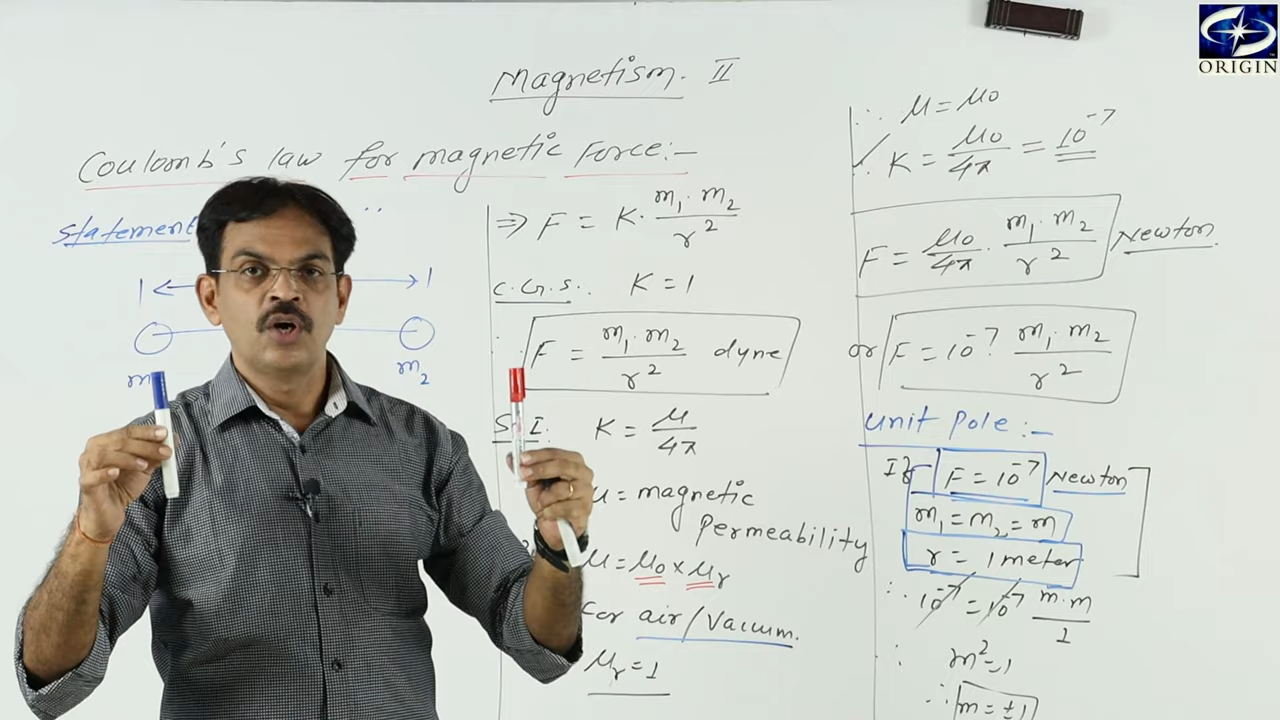 Magnetism. II
Coulomb's law for magnetic Force:-
Statement
m
m₂
⇒ F = K. m₁. m₂ / r²
C.G.S.. K = 1
F = m₁. m₂ / r² dyne
S.I. K = μ / 4π
μ = magnetic
permeability
μ = μ₀ x μr
For air / Vaccum.
μr = 1
∴ μ = μ₀
∴ K = μ₀ / 4π = 10⁻⁷
F = μ₀ / 4π . m₁. m₂ / r² Newton
or F = 10⁻⁷. m₁. m₂ / r²
Unit Pole :-
If F = 10⁻⁷ Newton
m₁ = m₂ = m
r = 1 meter
∴ 10⁻⁷ = 10⁻⁷ m.m / 1
∴ m² = 1
∴ m = ±1
ORIGIN